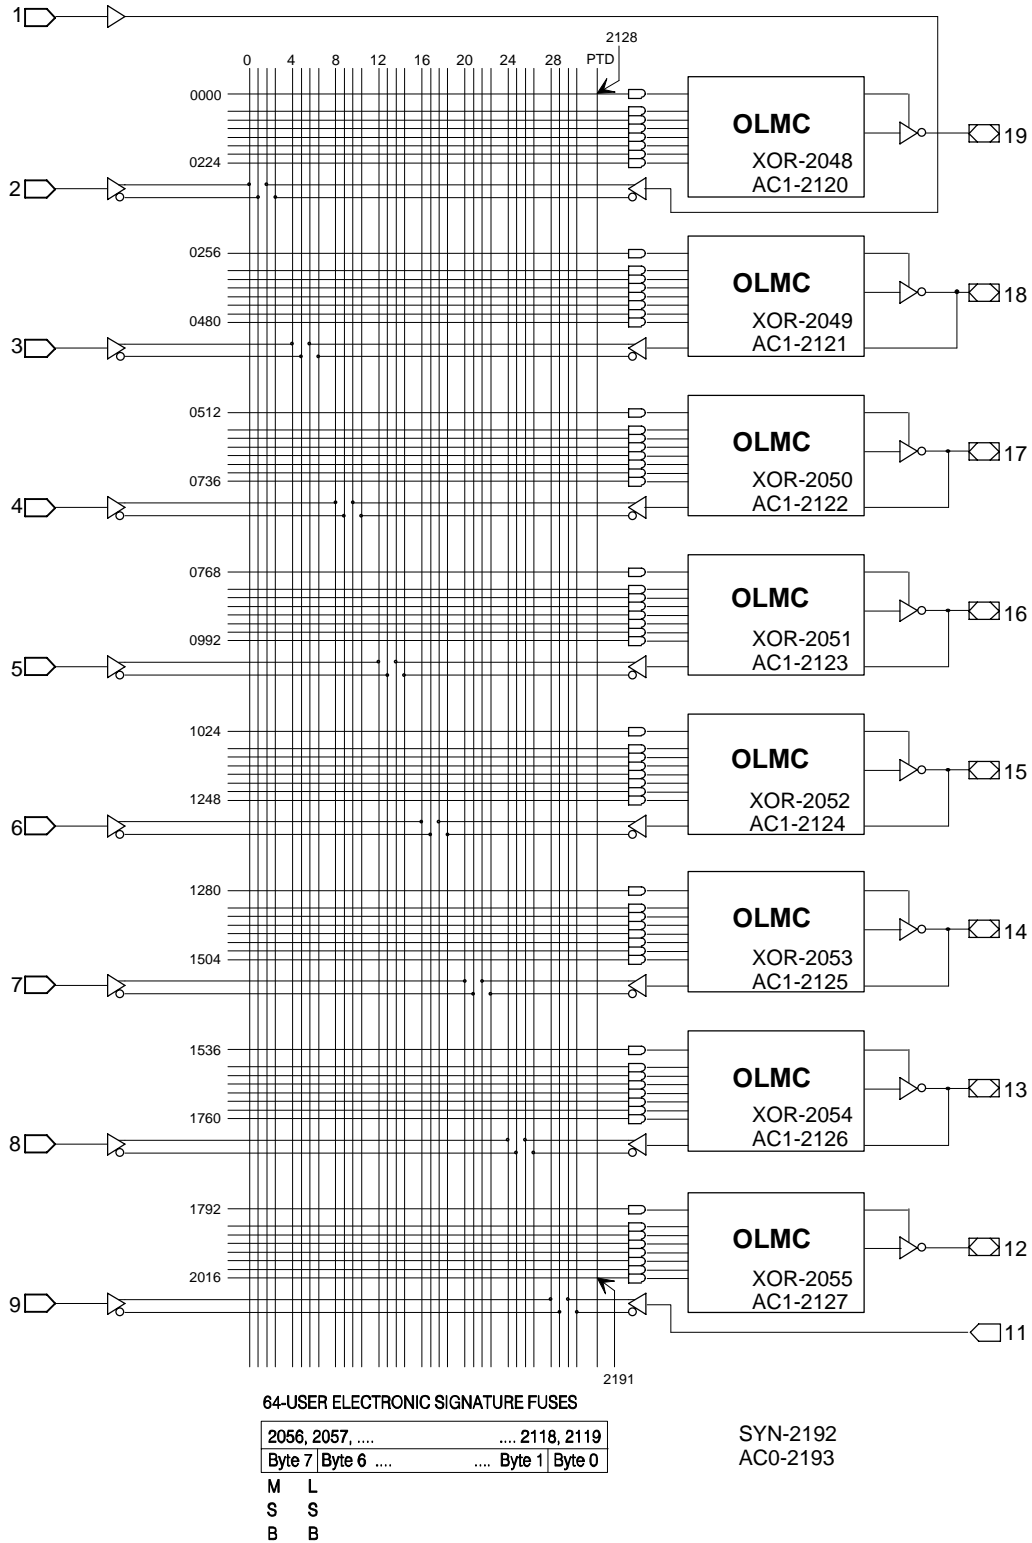 1
2128
0 4 8 12 16 20 24 28 PTD
0000
OLMC
19
XOR-2048
0224
AC1-2120
2
0256
OLMC
18
XOR-2049
0480
AC1-2121
3
0512
OLMC
17
XOR-2050
0736
AC1-2122
4
0768
OLMC
16
XOR-2051
0992
AC1-2123
5
1024
OLMC
15
XOR-2052
1248
AC1-2124
6
1280
OLMC
14
XOR-2053
1504
AC1-2125
7
1536
OLMC
13
XOR-2054
1760
AC1-2126
8
1792
OLMC
12
XOR-2055
2016
AC1-2127
9
11
2191
64-USER ELECTRONIC SIGNATURE FUSES
2056, 2057, .... .... 2118, 2119
Byte 7 Byte 6 .... .... Byte 1 Byte 0
M L
S S
B B
SYN-2192
AC0-2193